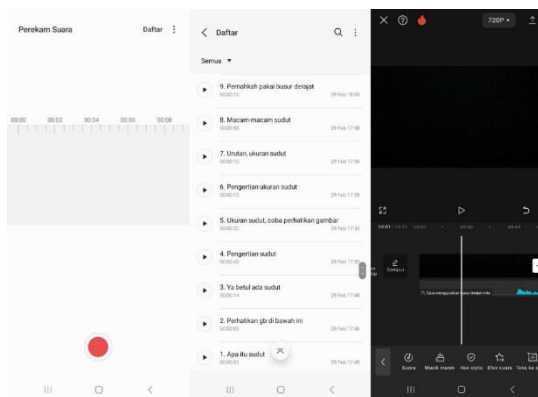 Perekam Suara
Daftar
00:00 00:02 00:04 00:06 00:08
Daftar
Semua
9. Pernahkah pakai busur derajat
29 Feb 18:03
8. Macam-macam sudut
29 Feb 17:58
7. Urutan, ukuran sudut
6. Pengertian ukuran sudut
5. Ukuran sudut, coba perhatikan gambar
29 Feb 17:54
4. Pengertian sudut
3. Ya betul ada sudut
29 Feb 17:48
2. Perhatikan gb di bawah ini
29 Feb 17:46
1. Apa itu sudut
29 Feb 17:45
720P
Sampul
Suara
Hak cipta
Efek suara